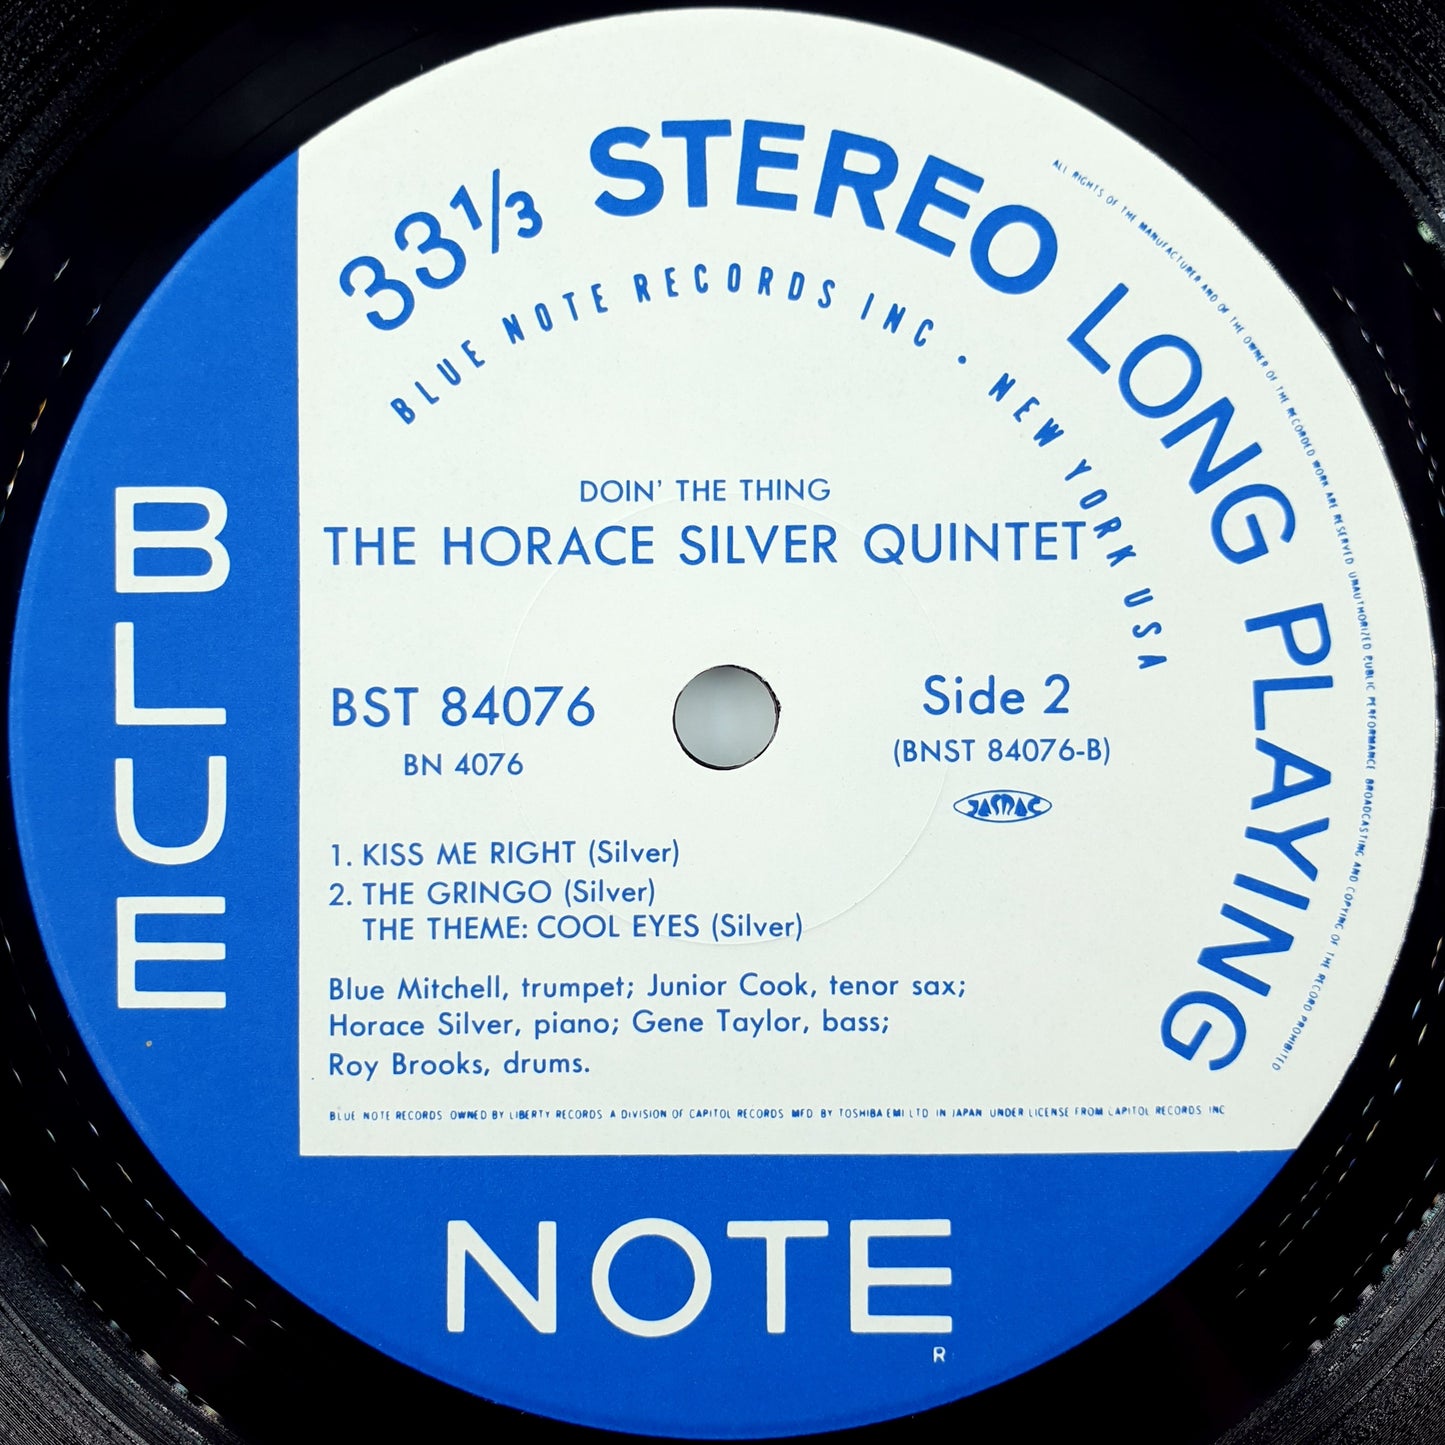 33 1/3 STEREO LONG PLAYING
BLUE NOTE RECORDS INC • NEW YORK USA
ALL RIGHTS OF THE MANUFACTURER AND OF THE OWNER OF THE RECORDED WORK ARE RESERVED UNAUTHORIZED PUBLIC PERFORMANCE BROADCASTING AND COPYING OF THE RECORD PROHIBITED
DOIN' THE THING
THE HORACE SILVER QUINTET
BST 84076
BN 4076
Side 2
(BNST 84076-B)
JASRAC
1. KISS ME RIGHT (Silver)
2. THE GRINGO (Silver)
THE THEME: COOL EYES (Silver)
Blue Mitchell, trumpet; Junior Cook, tenor sax;
Horace Silver, piano; Gene Taylor, bass;
Roy Brooks, drums.
BLUE NOTE RECORDS OWNED BY LIBERTY RECORDS A DIVISION OF CAPITOL RECORDS MFD BY TOSHIBA EMI LTD IN JAPAN UNDER LICENSE FROM CAPITOL RECORDS INC
BLUE
NOTE
R